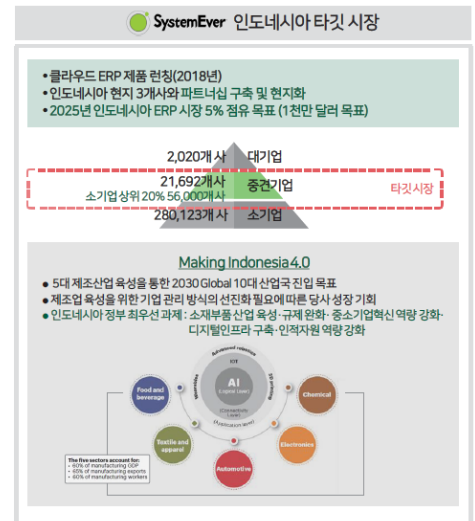 SystemEver 인도네시아 타깃 시장
•클라우드 ERP 제품 런칭(2018년)
•인도네시아 현지 3개사와 파트너십 구축 및 현지화
•2025년 인도네시아 ERP 시장 5% 점유 목표 (1천만 달러 목표)
2,020개 사 대기업
21,692개사 중견기업
소기업상위 20% 56,000개 사
타깃 시장
280,123개 사 소기업
Making Indonesia 4.0
• 5대 제조산업 육성을 통한 2030 Global 10대 산업국 진입 목표
• 제조업 육성을 위한 기업 관리 방식의 선진화 필요에 따른 당사 성장 기회
• 인도네시아 정부 최우선 과제 : 소재부품 산업 육성·규제 완화· 중소기업혁신 역량 강화·
디지털인프라 구축·인적자원 역량 강화
Advanced robotics
KIT
Wearables
3D printing
AI
(Connectivity
Layer)
Food and
beverage
Chemical
Textile and
apparel
Electronics
Automotive
The five sectors account for:
- 60% of manufacturing GDP
- 65% of manufacturing exports
- 60% of manufacturing workers